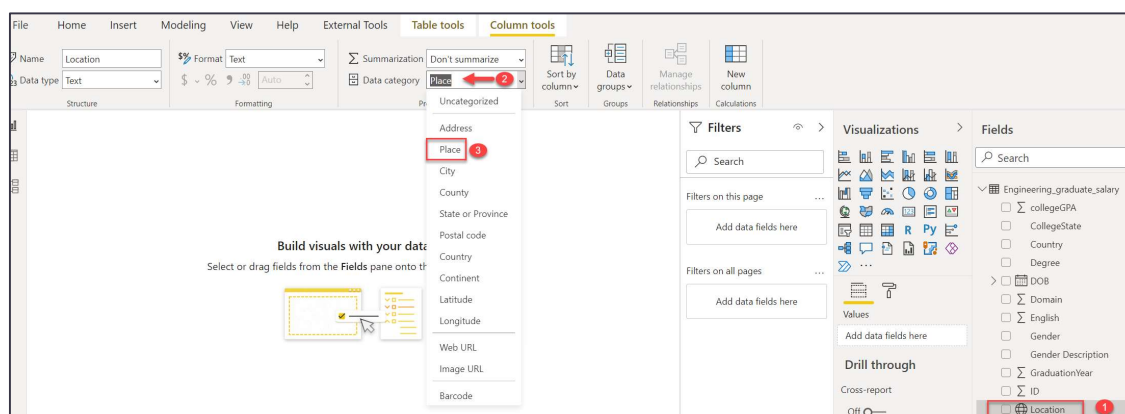 File Home Insert Modeling View Help External Tools Table tools Column tools
Name Location
$% Format Text
Σ Summarization Don't summarize
Data type Text
$ % 9 .00 Auto
Data category Place 2
Sort by column
Data groups
Manage relationships
New column
Structure Formatting Sort Groups Relationships Calculations
Uncategorized
Address
Place 3
City
County
State or Province
Postal code
Country
Continent
Latitude
Longitude
Web URL
Image URL
Barcode
Build visuals with your data
Select or drag fields from the Fields pane onto th
Filters
Search
Filters on this page ...
Add data fields here
Filters on all pages ...
Add data fields here
Visualizations
R Py
...
Values
Add data fields here
Drill through
Cross-report
Off
Fields
Search
Engineering_graduate_salary
Σ collegeGPA
CollegeState
Country
Degree
DOB
Σ Domain
Σ English
Gender
Gender Description
Σ GraduationYear
Σ ID
Location 1